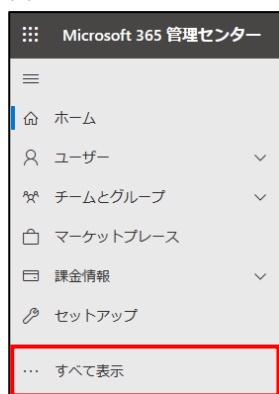 Microsoft 365 管理センター
ホーム
ユーザー
チームとグループ
マーケットプレース
課金情報
セットアップ
すべて表示